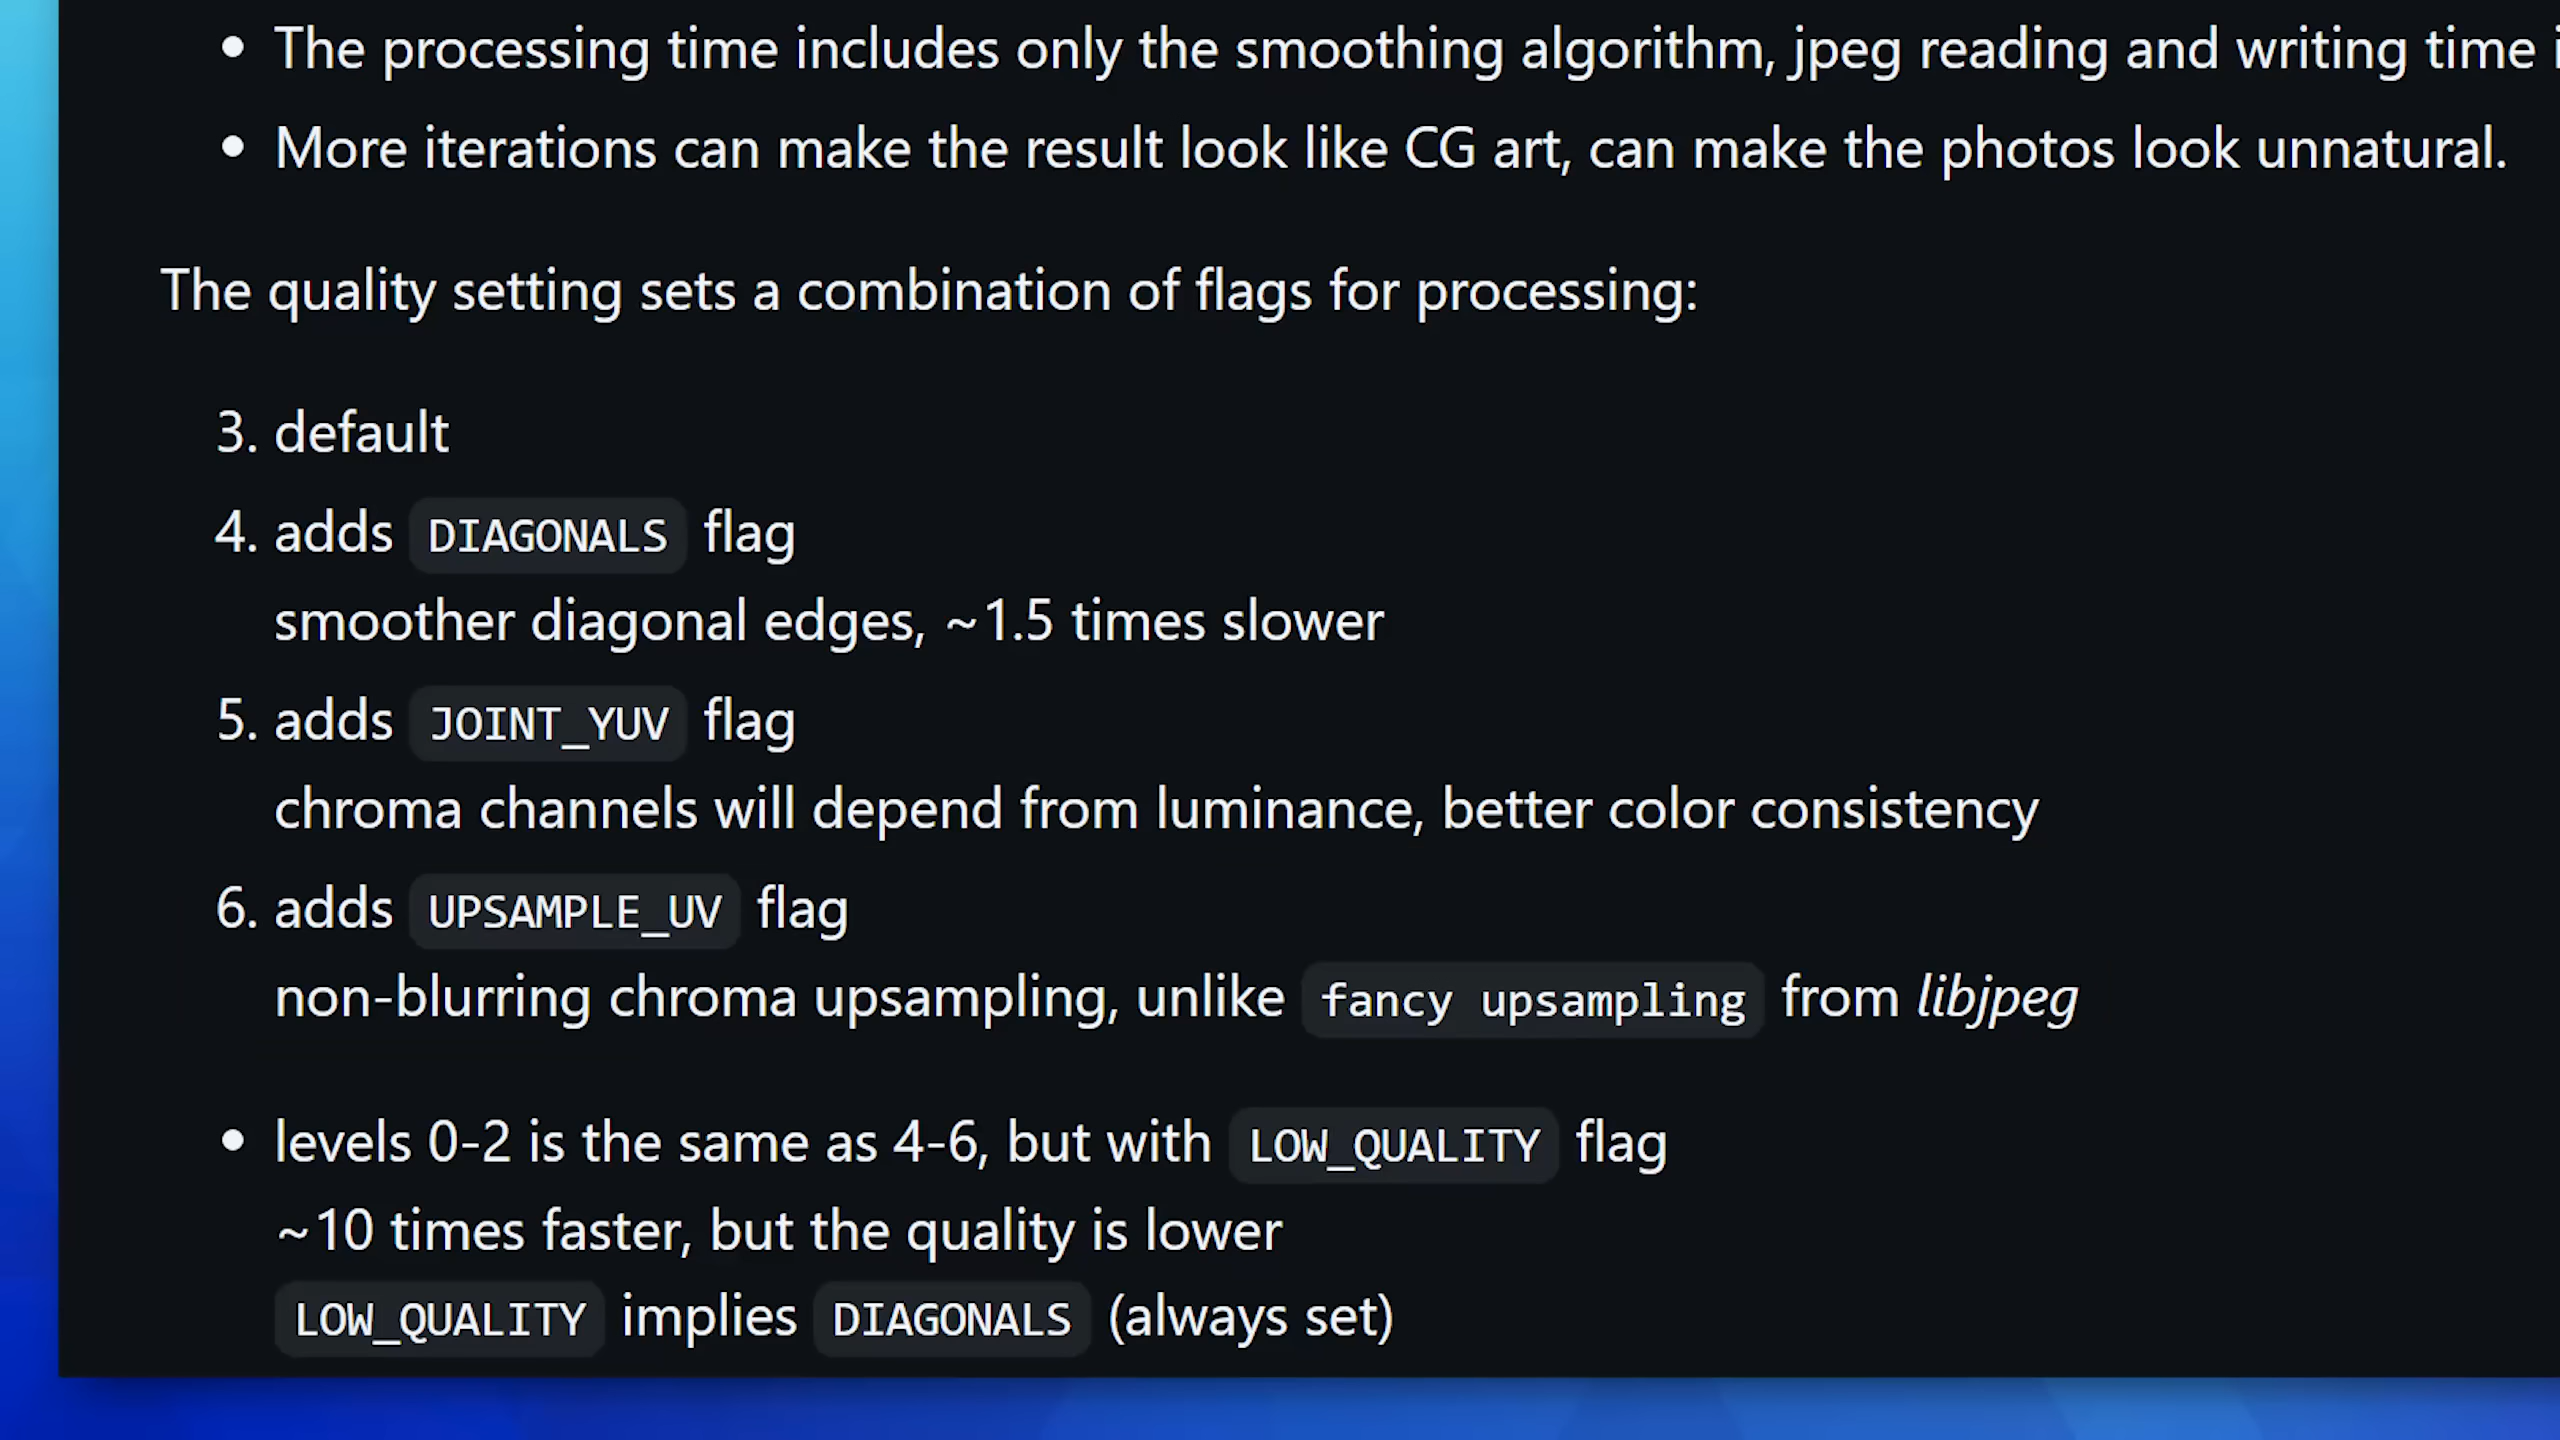 • The processing time includes only the smoothing algorithm, jpeg reading and writing time
• More iterations can make the result look like CG art, can make the photos look unnatural.
The quality setting sets a combination of flags for processing:
3. default
4. adds DIAGONALS flag
smoother diagonal edges, ~1.5 times slower
5. adds JOINT_YUV flag
chroma channels will depend from luminance, better color consistency
6. adds UPSAMPLE_UV flag
non-blurring chroma upsampling, unlike fancy upsampling from libjpeg
• levels 0-2 is the same as 4-6, but with LOW_QUALITY flag
~10 times faster, but the quality is lower
LOW_QUALITY implies DIAGONALS (always set)